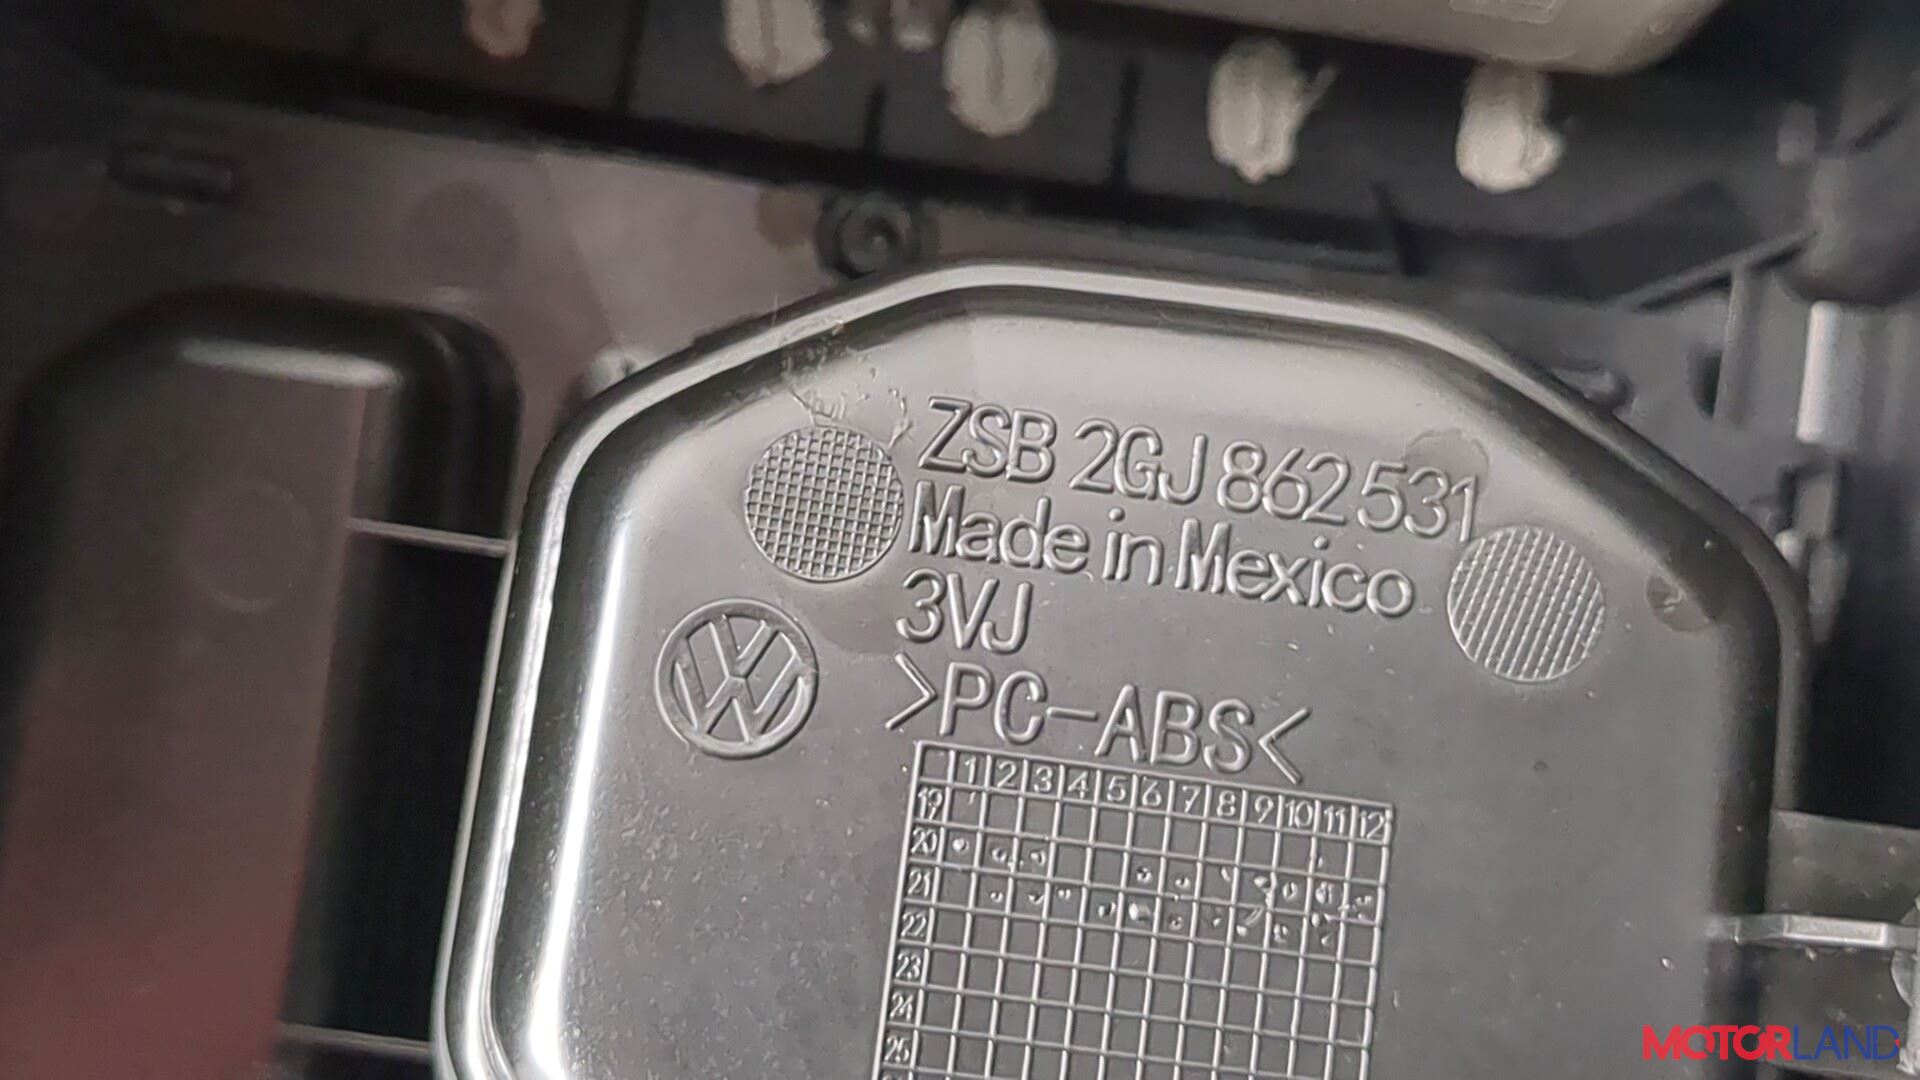 ZSB 2GJ 862 531
Made in Mexico
3VJ
>PC-ABS<
1 2 3 4 5 6 7 8 9 10 11 12
19
20
21
22
23
24
25
MOTORLAND